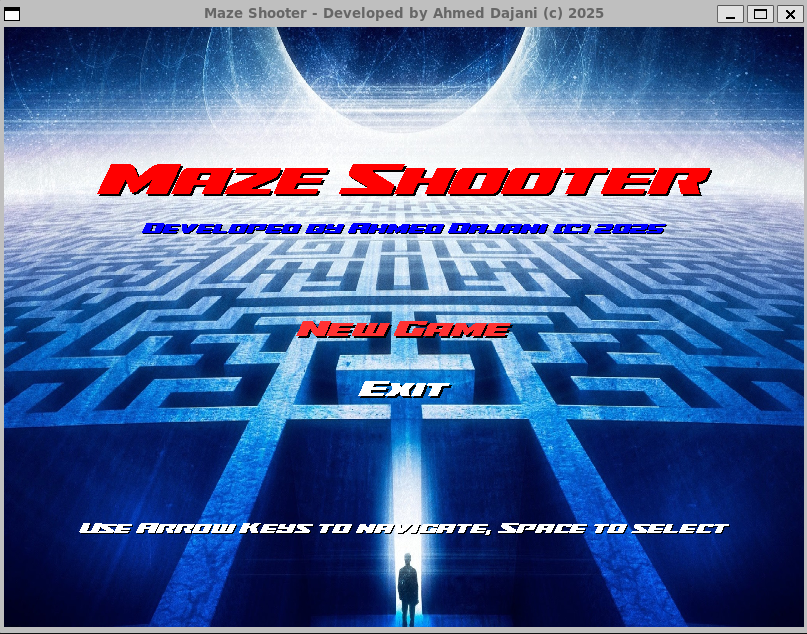 Maze Shooter - Developed by Ahmed Dajani (c) 2025
Maze Shooter
Developed by Ahmed Dajani (c) 2025
New Game
Exit
Use Arrow Keys to navigate, Space to select